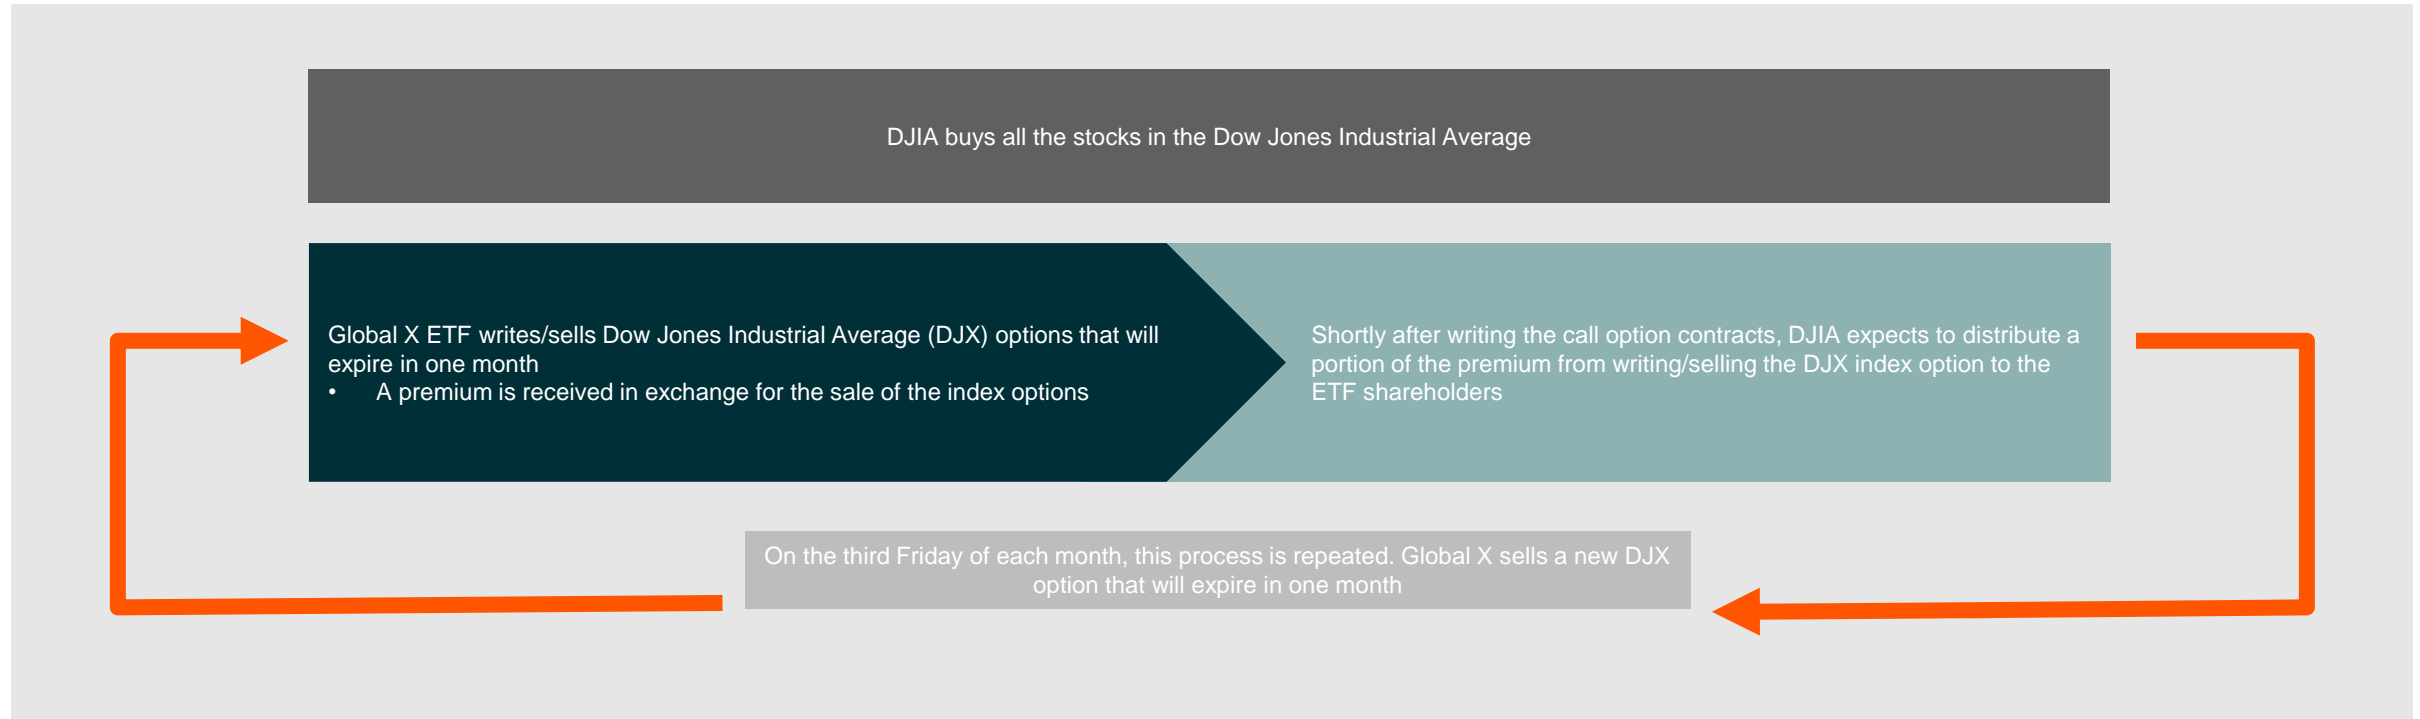 DJIA buys all the stocks in the Dow Jones Industrial Average
Global X ETF writes/sells Dow Jones Industrial Average (DJX) options that will
expire in one month
• A premium is received in exchange for the sale of the index options
Shortly after writing the call option contracts, DJIA expects to distribute a
portion of the premium from writing/selling the DJX index option to the
ETF shareholders
On the third Friday of each month, this process is repeated. Global X sells a new DJX
option that will expire in one month